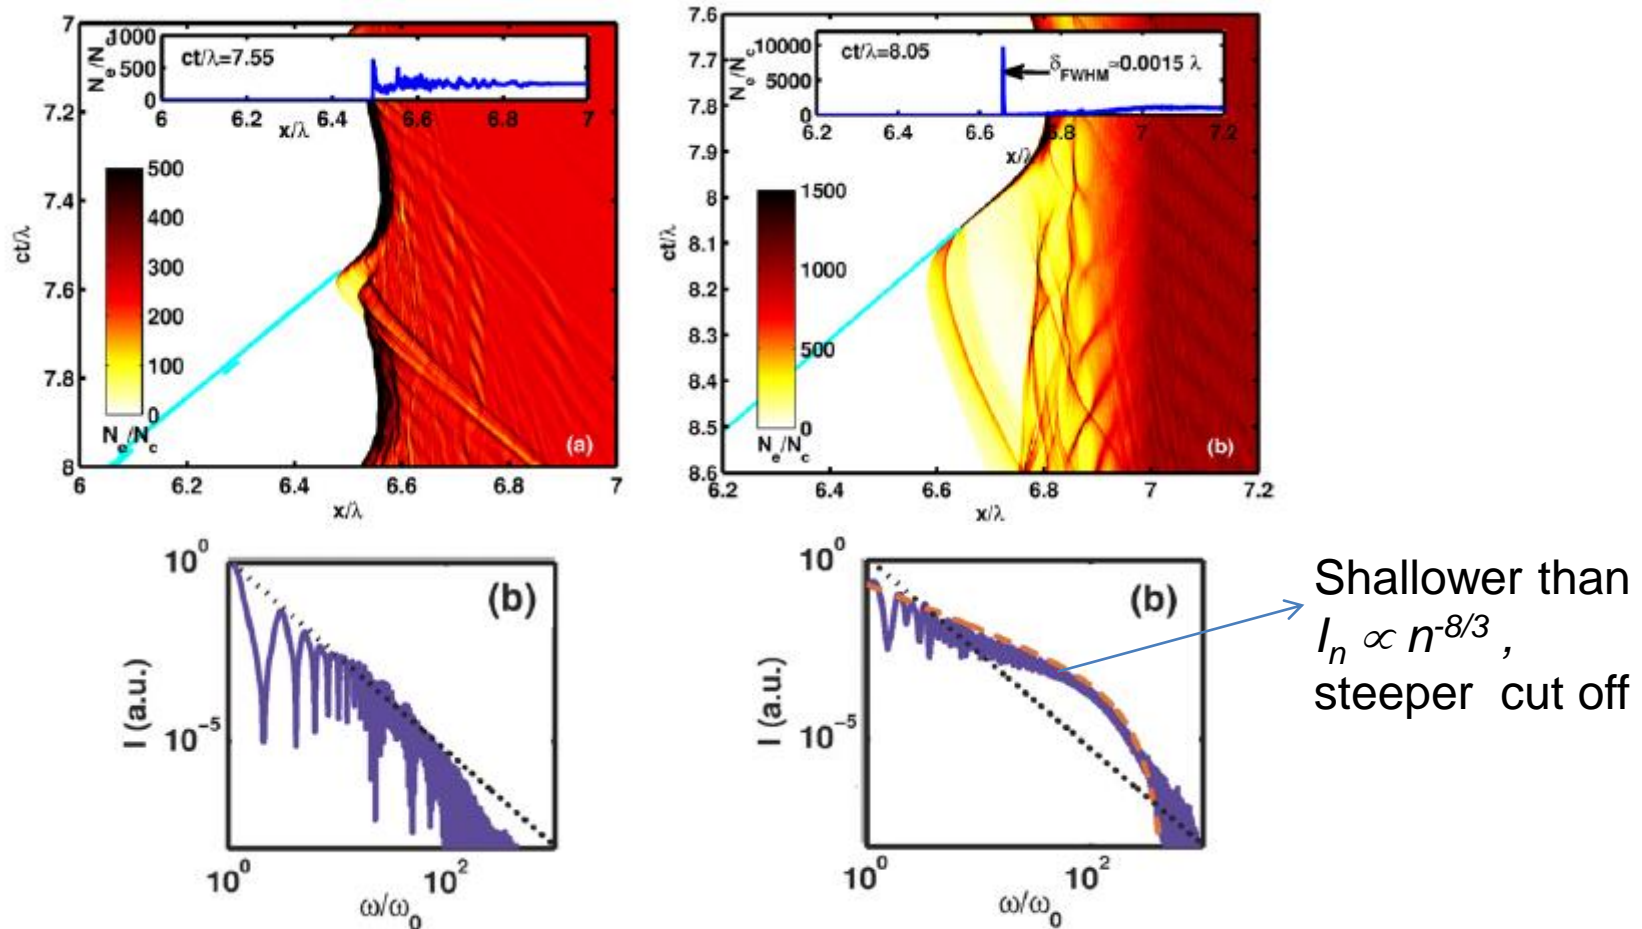 7
7.2
7.4
7.6
7.8
8
ct/λ
1000
500
0
N_e/N_c
ct/λ=7.55
6 6.2 6.4 6.6 6.8 7
x/λ
500
400
300
200
100
0
N_e/N_c
(a)
6 6.2 6.4 6.6 6.8 7
x/λ
7.6
7.7
7.8
7.9
8
8.1
8.2
8.3
8.4
8.5
8.6
ct/λ
10000
5000
0
N_e/N_c
ct/λ=8.05
δ_FWHM=0.0015 λ
6.2 6.4 6.6 6.8 7 7.2
x/λ
1500
1000
500
0
N_e/N_c
(b)
6.2 6.4 6.6 6.8 7 7.2
x/λ
10^0
10^−5
I (a.u.)
(b)
10^0 10^2
ω/ω_0
10^0
10^−5
I (a.u.)
(b)
10^0 10^2
ω/ω_0
Shallower than
I_n ∝ n^-8/3 ,
steeper cut off